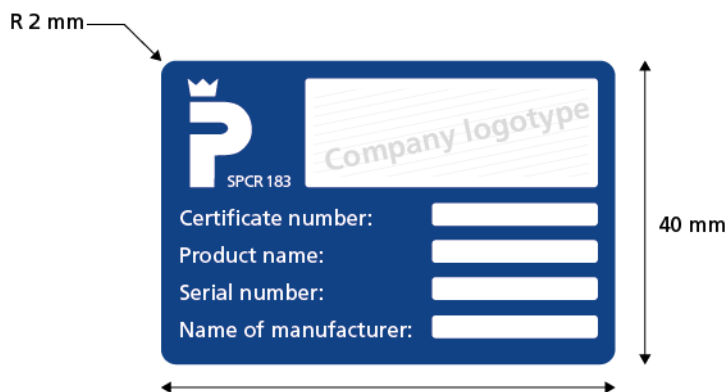 R 2 mm
Company logotype
P
SPCR 183
Certificate number:
40 mm
Product name:
Serial number:
Name of manufacturer: